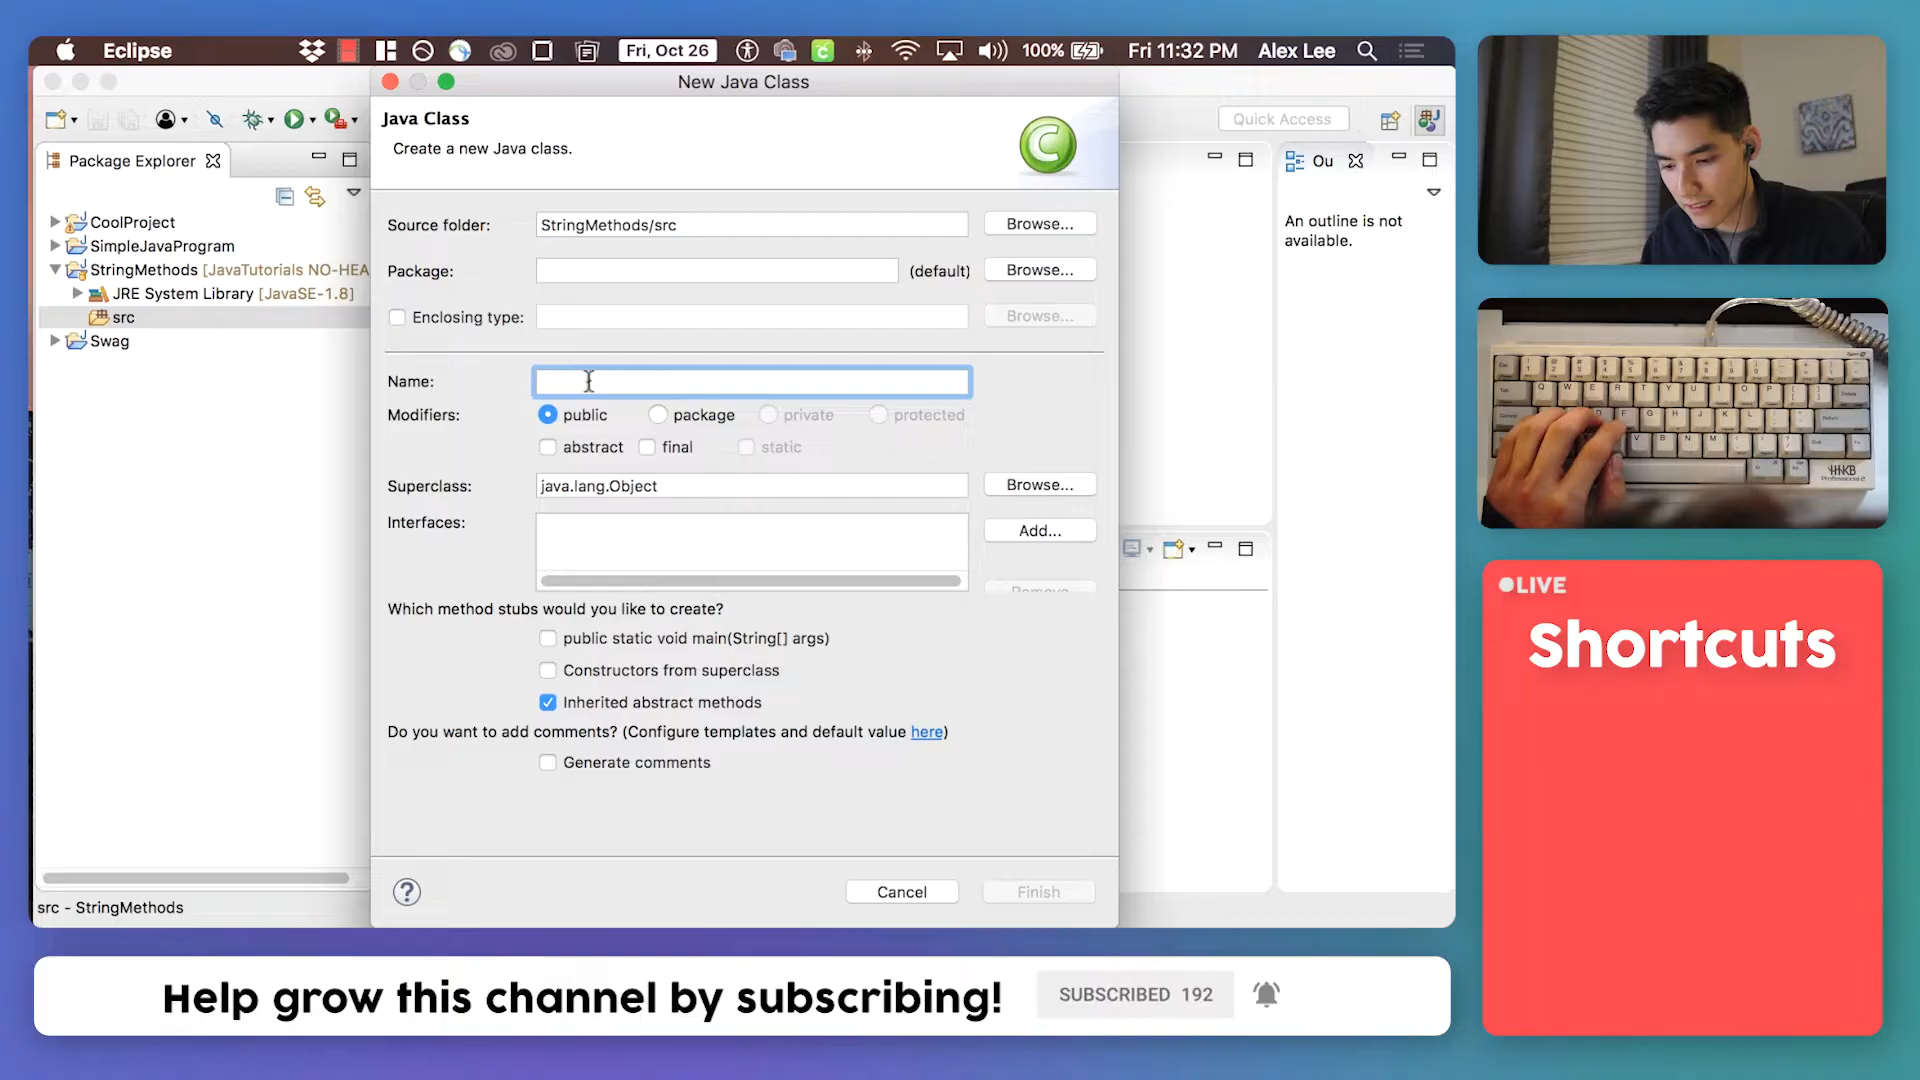 Eclipse
Fri, Oct 26
100%
Fri 11:32 PM
Alex Lee
New Java Class
Java Class
Create a new Java class.
Quick Access
Package Explorer
CoolProject
SimpleJavaProgram
StringMethods [JavaTutorials NO-HEA
JRE System Library [JavaSE-1.8]
src
Swag
Source folder:
StringMethods/src
Browse...
Package:
(default)
Browse...
Enclosing type:
Browse...
Name:
Modifiers:
public
package
private
protected
abstract
final
static
Superclass:
java.lang.Object
Browse...
Interfaces:
Add...
Remove
Which method stubs would you like to create?
public static void main(String[] args)
Constructors from superclass
Inherited abstract methods
Do you want to add comments? (Configure templates and default value here)
Generate comments
?
Cancel
Finish
src - StringMethods
Ou
An outline is not
available.
HHKB
Professional 2
LIVE
Shortcuts
Help grow this channel by subscribing!
SUBSCRIBED 192